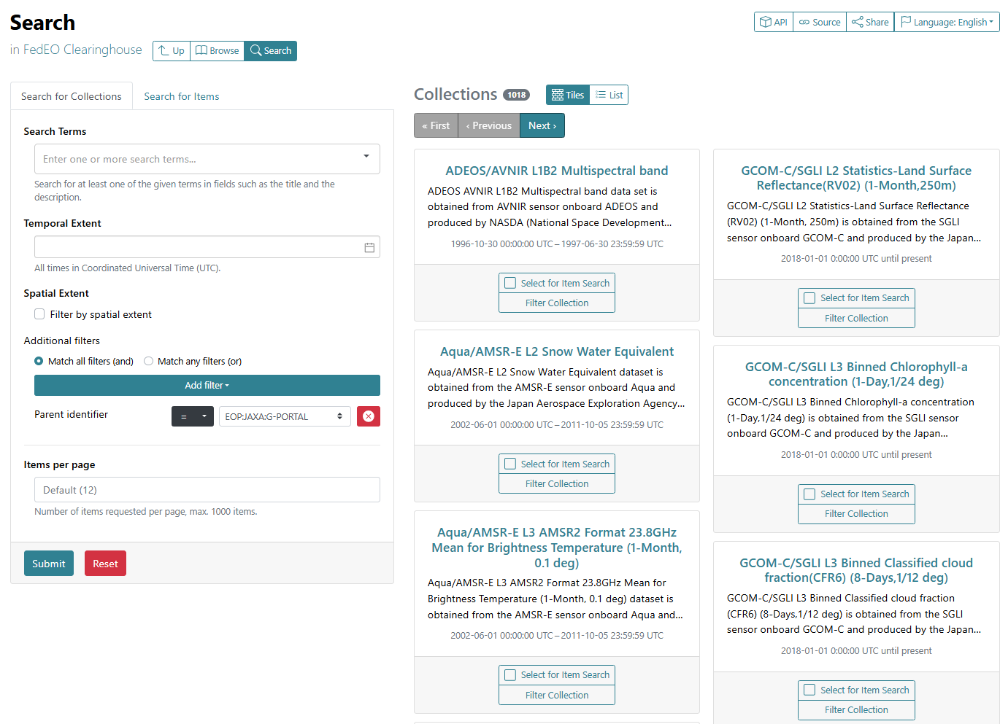 Search
in FedEO Clearinghouse
Up
Browse
Search
API
Source
Share
Language: English
Search for Collections
Search for Items
Search Terms
Enter one or more search terms...
Search for at least one of the given terms in fields such as the title and the
description.
Temporal Extent
All times in Coordinated Universal Time (UTC).
Spatial Extent
Filter by spatial extent
Additional filters
Match all filters (and)
Match any filters (or)
Add filter
Parent identifier
=
EOP:JAXA:G-PORTAL
Items per page
Default (12)
Number of items requested per page, max. 1000 items.
Submit
Reset
Collections 1018
Tiles
List
« First
‹ Previous
Next ›
ADEOS/AVNIR L1B2 Multispectral band
ADEOS AVNIR L1B2 Multispectral band data set is
obtained from AVNIR sensor onboard ADEOS and
produced by NASDA (National Space Development...
1996-10-30 00:00:00 UTC – 1997-06-30 23:59:59 UTC
Select for Item Search
Filter Collection
Aqua/AMSR-E L2 Snow Water Equivalent
Aqua/AMSR-E L2 Snow Water Equivalent dataset is
obtained from the AMSR-E sensor onboard Aqua and
produced by the Japan Aerospace Exploration Agency...
2002-06-01 00:00:00 UTC – 2011-10-05 23:59:59 UTC
Select for Item Search
Filter Collection
Aqua/AMSR-E L3 AMSR2 Format 23.8GHz
Mean for Brightness Temperature (1-Month,
0.1 deg)
Aqua/AMSR-E L3 AMSR2 Format 23.8GHz Mean for
Brightness Temperature (1-Month, 0.1 deg) dataset is
obtained from the AMSR-E sensor onboard Aqua and...
2002-06-01 00:00:00 UTC – 2011-10-05 23:59:59 UTC
Select for Item Search
Filter Collection
GCOM-C/SGLI L2 Statistics-Land Surface
Reflectance(RV02) (1-Month,250m)
GCOM-C/SGLI L2 Statistics-Land Surface Reflectance
(RV02) (1-Month, 250m) is obtained from the SGLI
sensor onboard GCOM-C and produced by the Japan...
2018-01-01 0:00:00 UTC until present
Select for Item Search
Filter Collection
GCOM-C/SGLI L3 Binned Chlorophyll-a
concentration (1-Day,1/24 deg)
GCOM-C/SGLI L3 Binned Chlorophyll-a concentration
(1-Day,1/24 deg) is obtained from the SGLI sensor
onboard GCOM-C and produced by the Japan...
2018-01-01 0:00:00 UTC until present
Select for Item Search
Filter Collection
GCOM-C/SGLI L3 Binned Classified cloud
fraction(CFR6) (8-Days,1/12 deg)
GCOM-C/SGLI L3 Binned Classified cloud fraction
(CFR6) (8-Days,1/12 deg) is obtained from the SGLI
sensor onboard GCOM-C and produced by the Japan...
2018-01-01 0:00:00 UTC until present
Select for Item Search
Filter Collection